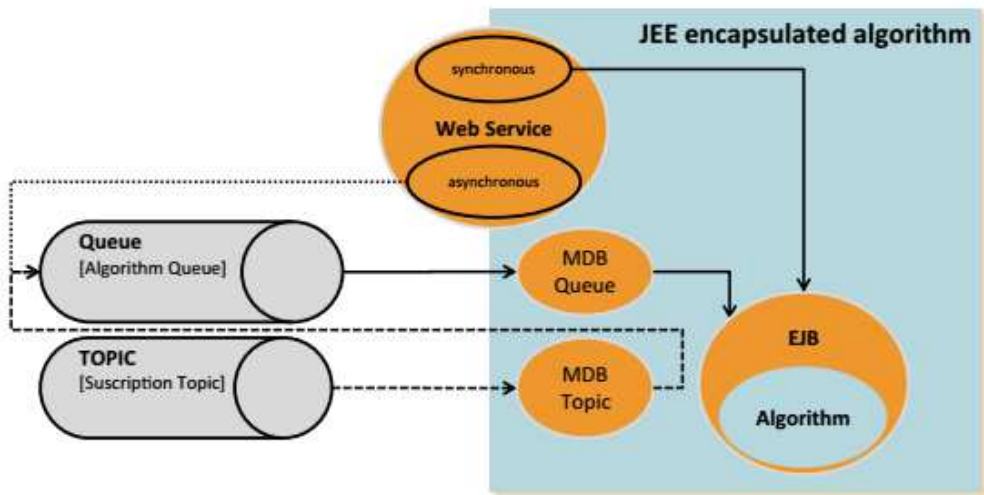 JEE encapsulated algorithm
synchronous
Web Service
asynchronous
Queue
[Algorithm Queue]
MDB
Queue
EJB
Algorithm
TOPIC
[Suscription Topic]
MDB
Topic